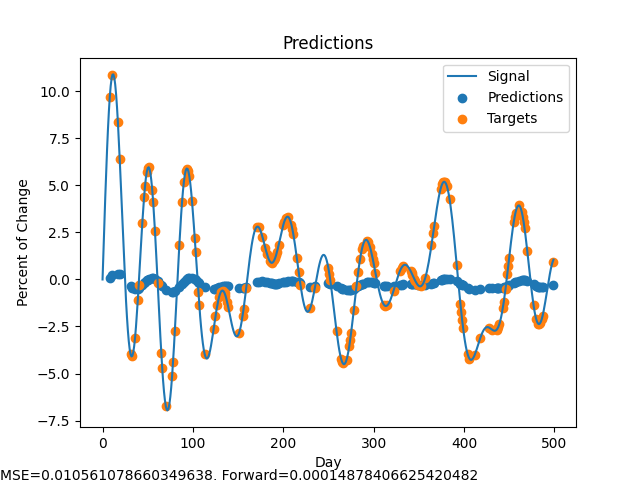 Predictions
Signal
Predictions
Targets
Percent of Change
10.0
7.5
5.0
2.5
0.0
−2.5
−5.0
−7.5
0 100 200 300 400 500
Day
MSE=0.010561078660349638, Forward=0.00014878406625420482